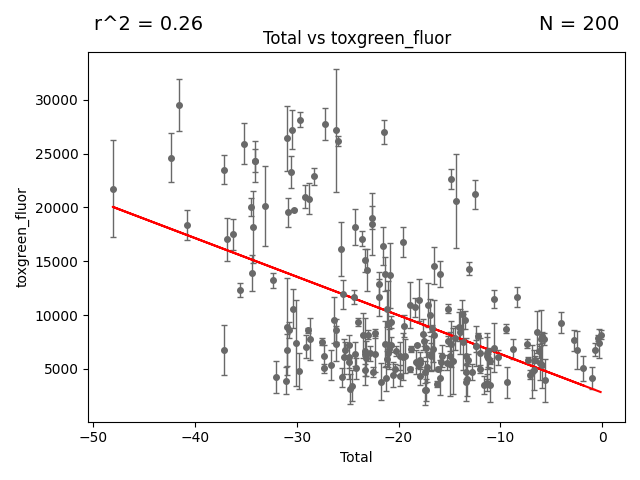 r^2 = 0.26
N = 200
Total vs toxgreen_fluor
30000
25000
20000
15000
10000
5000
toxgreen_fluor
−50
−40
−30
−20
−10
0
Total